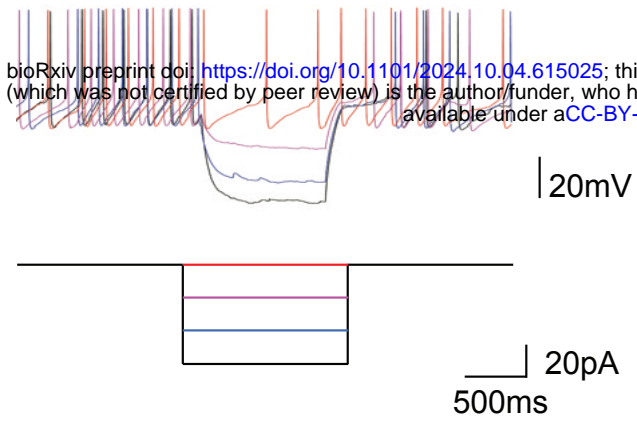 bioRxiv preprint doi: https://doi.org/10.1101/2024.10.04.615025; thi
(which was not certified by peer review) is the author/funder, who h
available under aCC-BY-
20mV
20pA
500ms